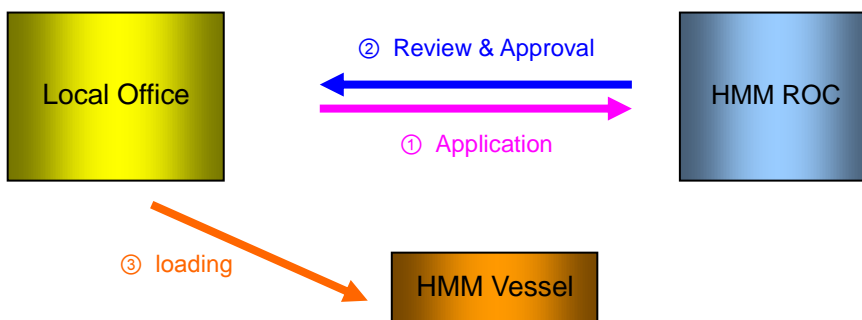 ② Review & Approval
Local Office
HMM ROC
① Application
③ loading
HMM Vessel